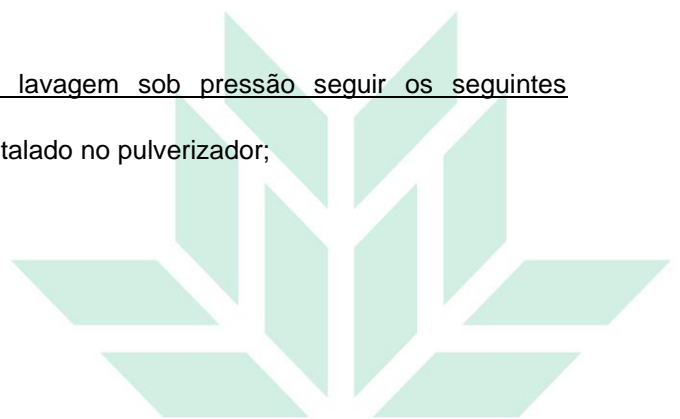 lavagem sob pressão seguir os seguintes
talado no pulverizador;